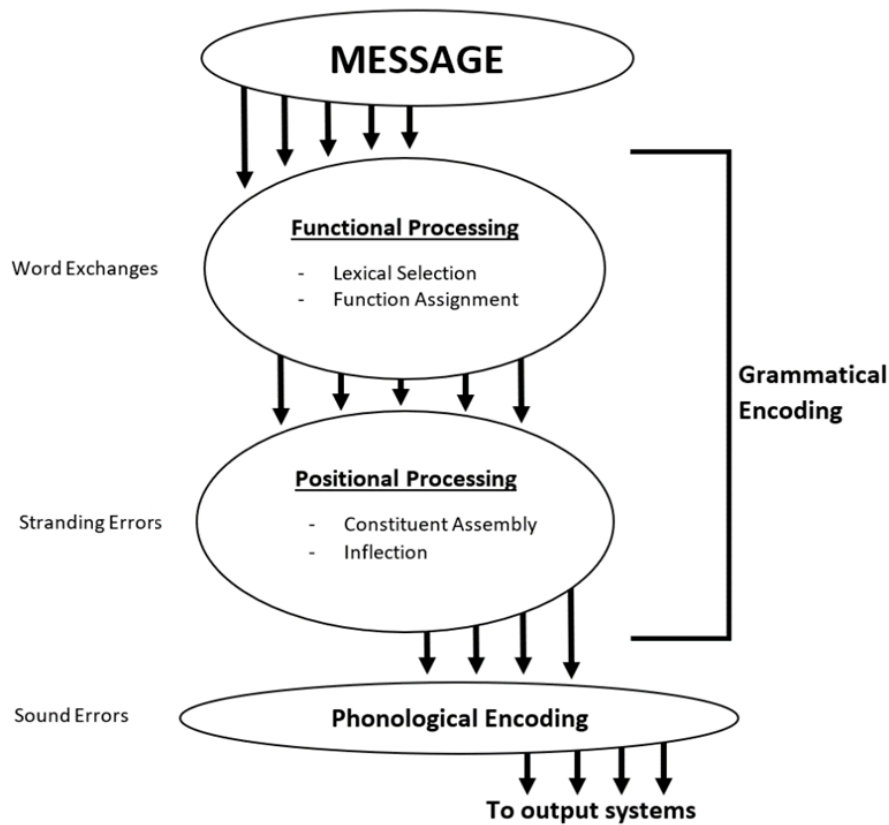 MESSAGE
Functional Processing
- Lexical Selection
- Function Assignment
Word Exchanges
Grammatical
Encoding
Positional Processing
- Constituent Assembly
- Inflection
Stranding Errors
Sound Errors
Phonological Encoding
To output systems